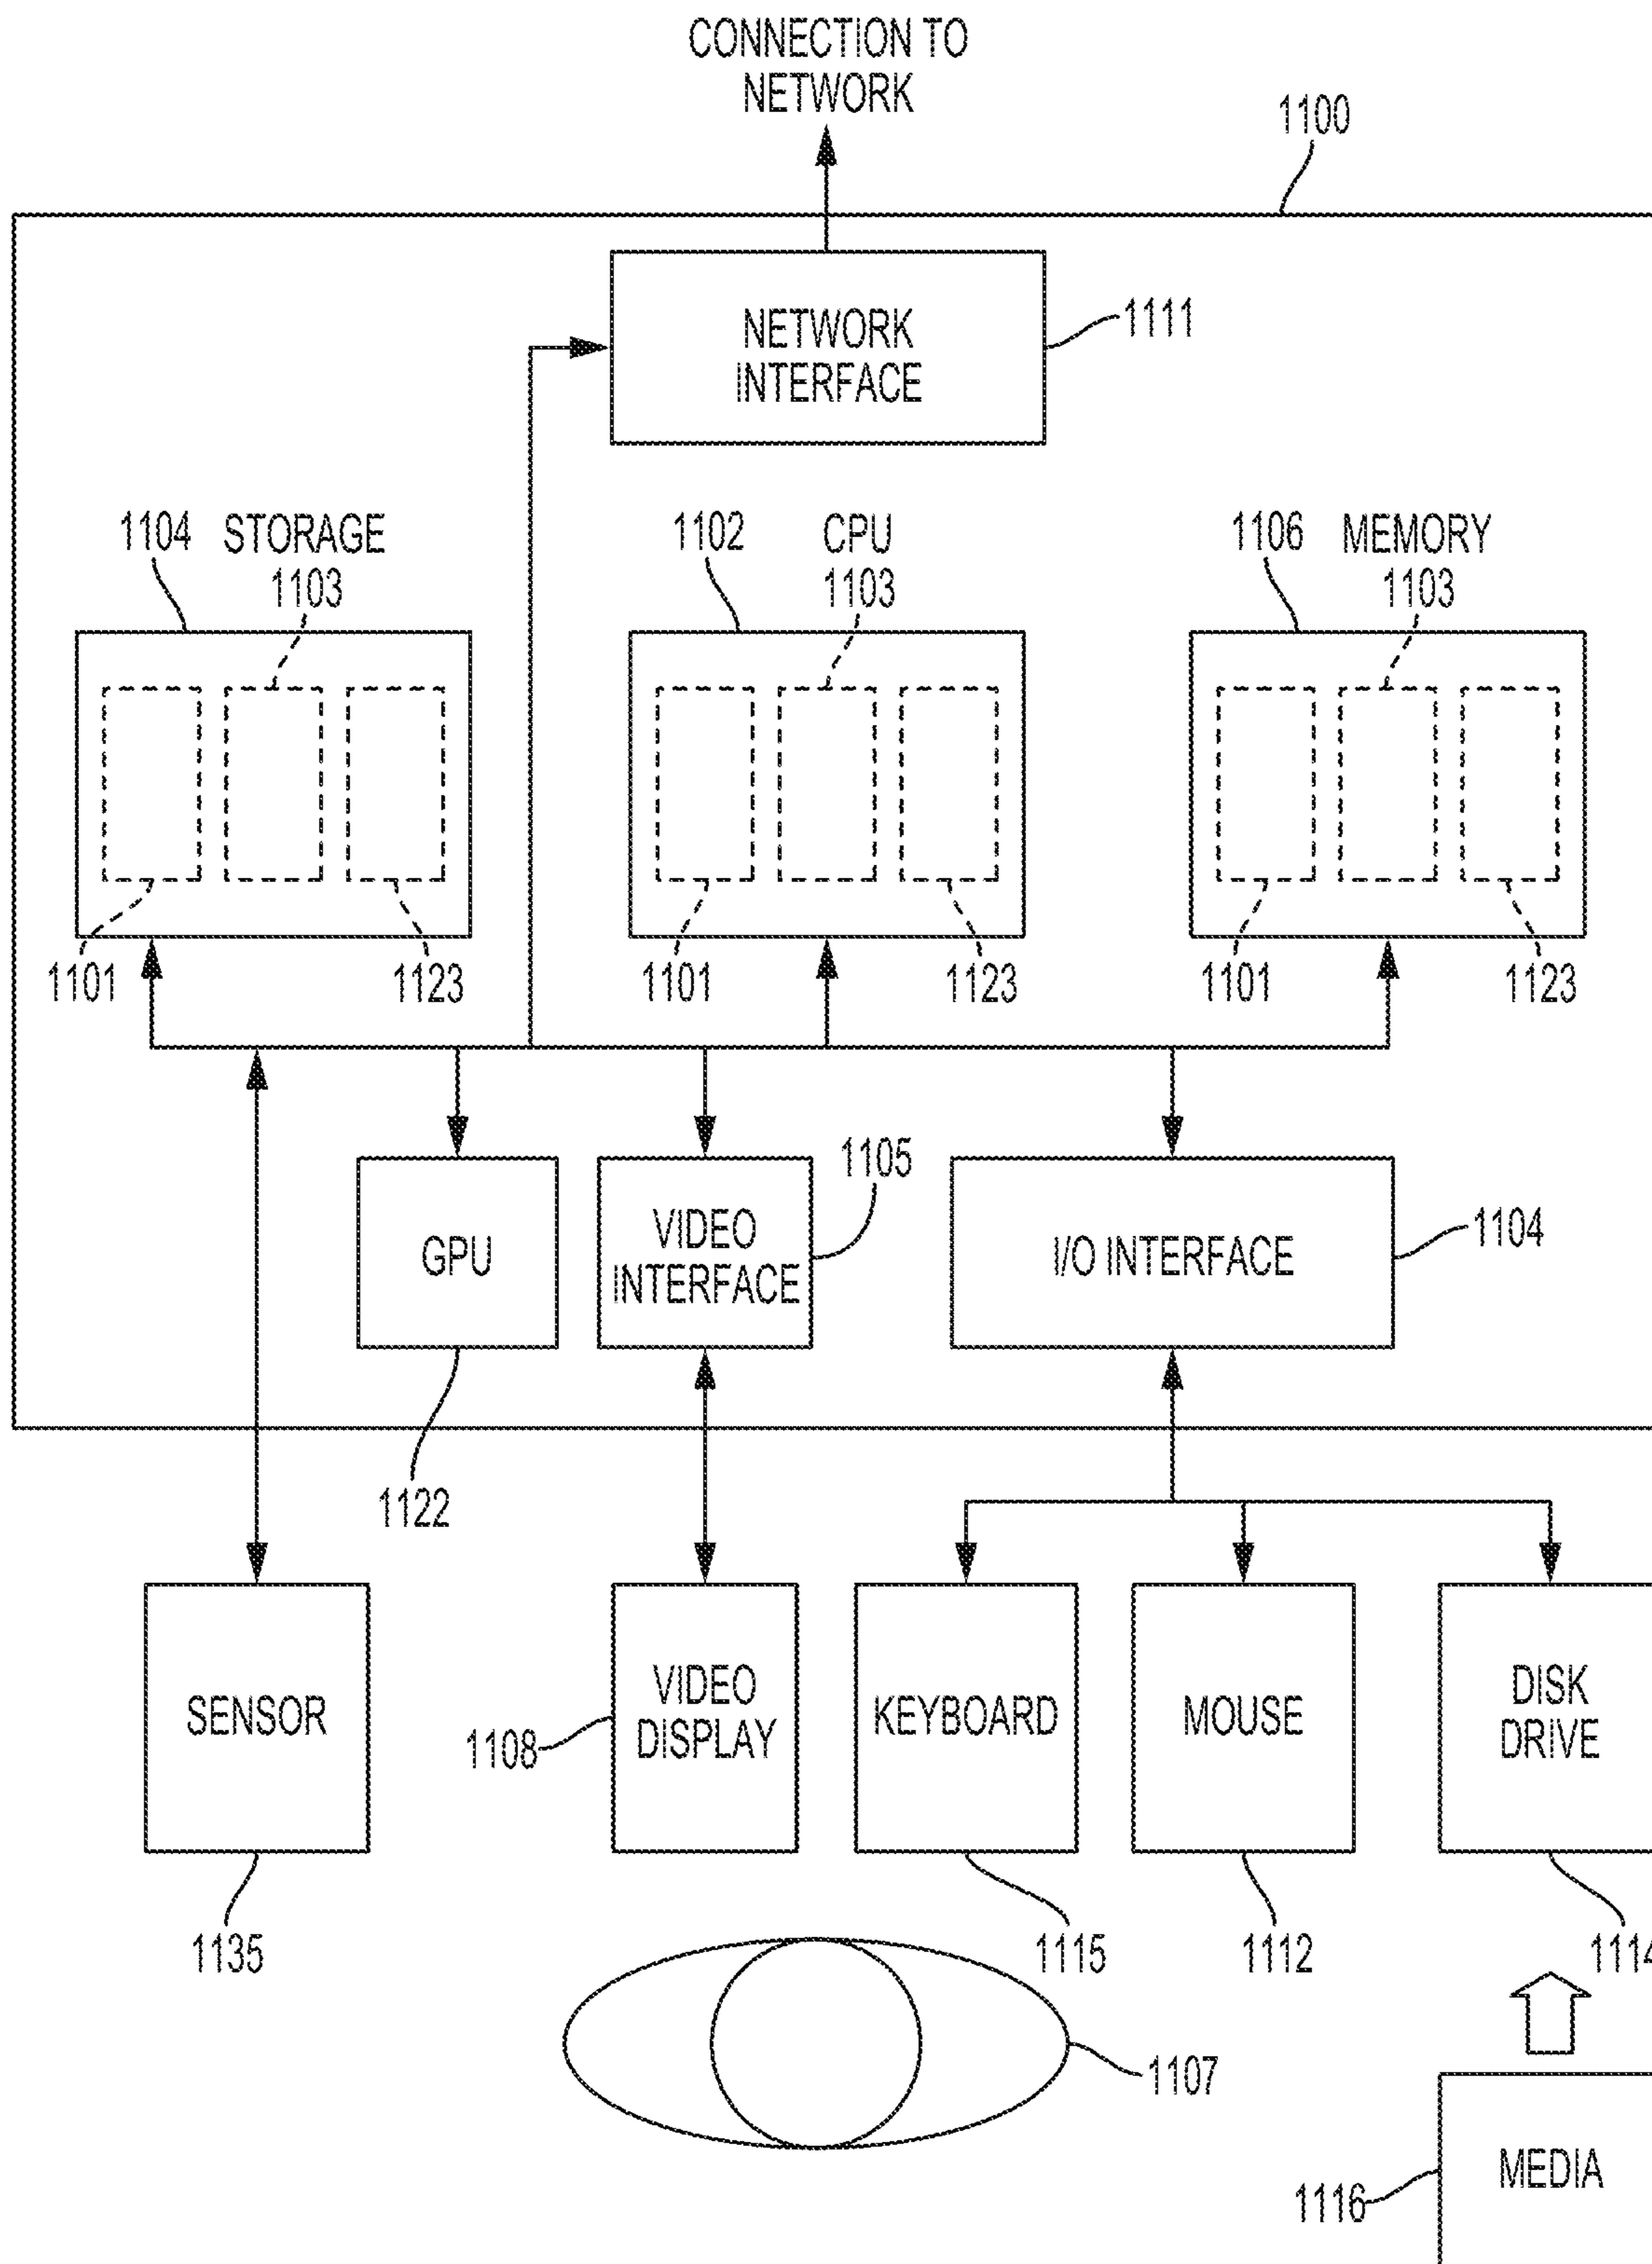 CONNECTION TO
NETWORK
1100
NETWORK
INTERFACE
1111
1104
STORAGE
1103
1102
CPU
1103
1106
MEMORY
1103
1101
1123
1101
1123
1101
1123
GPU
VIDEO
INTERFACE
1105
I/O INTERFACE
1104
1122
SENSOR
1108
VIDEO
DISPLAY
KEYBOARD
MOUSE
DISK
DRIVE
1135
1115
1112
1114
1107
1116
MEDIA